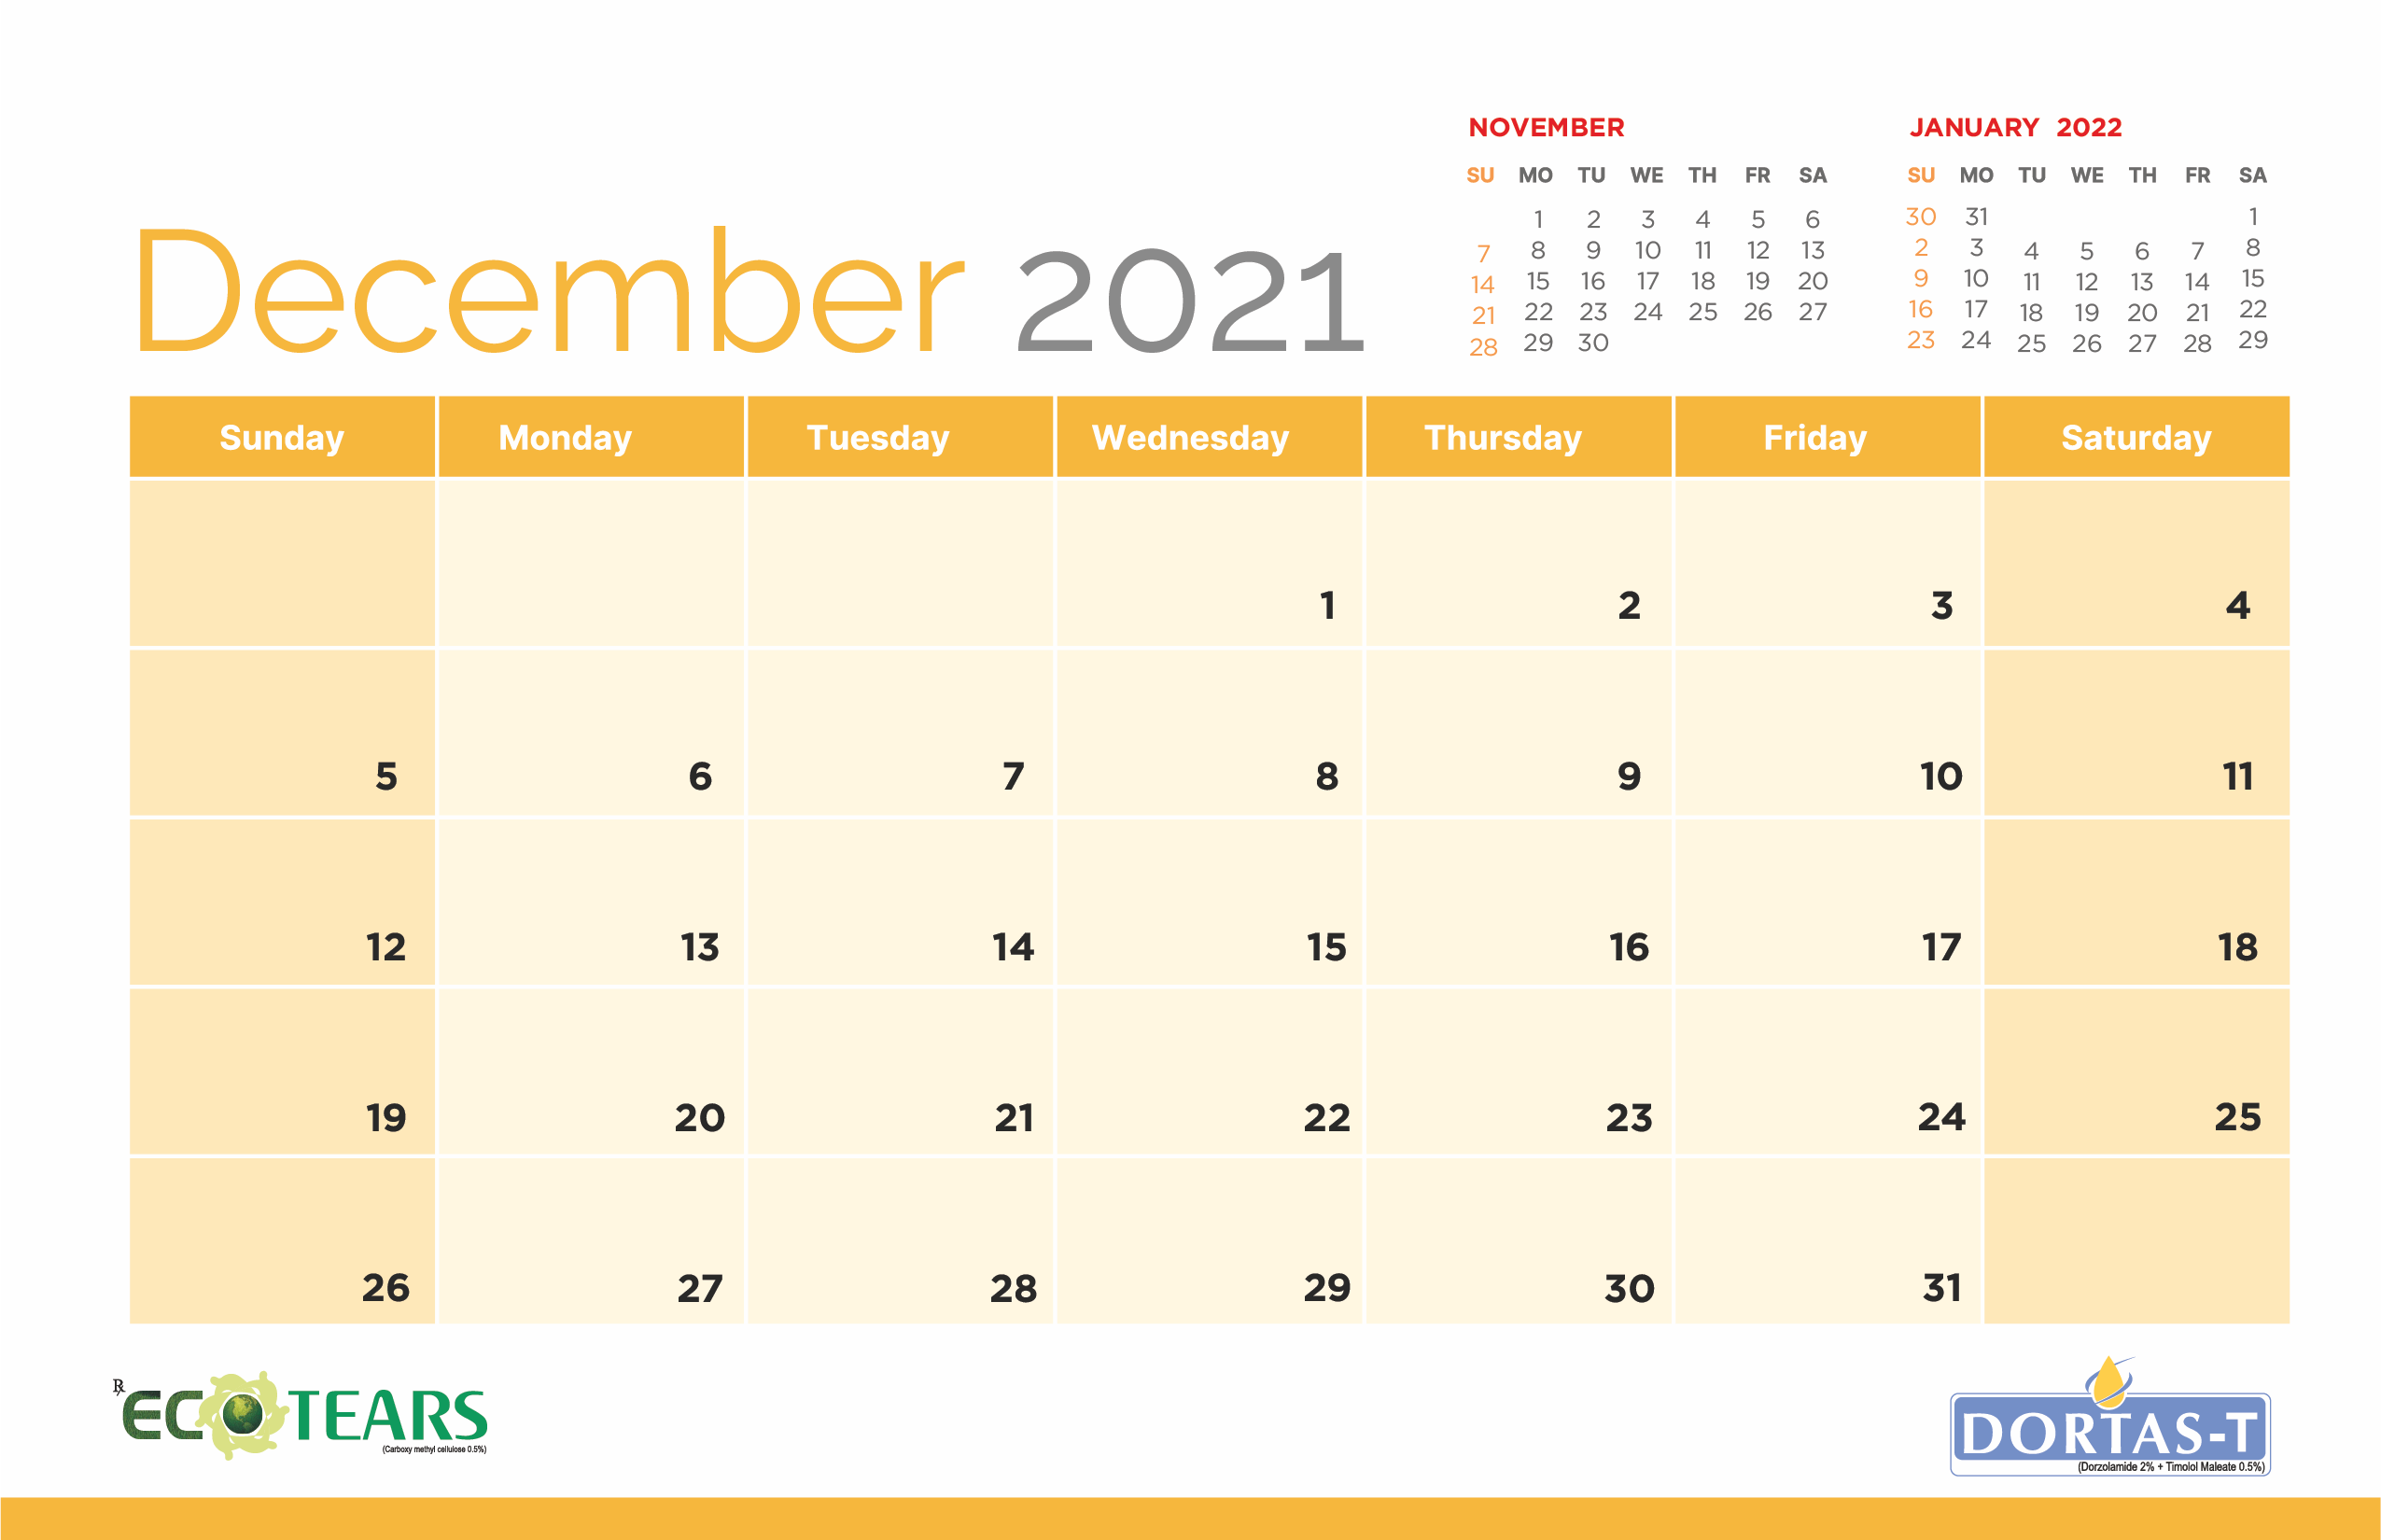 NOVEMBER
SU MO TU WE TH FR SA
1 2 3 4 5 6
7 8 9 10 11 12 13
14 15 16 17 18 19 20
21 22 23 24 25 26 27
28 29 30
JANUARY 2022
SU MO TU WE TH FR SA
30 31 1
2 3 4 5 6 7 8
9 10 11 12 13 14 15
16 17 18 19 20 21 22
23 24 25 26 27 28 29
December 2021
Sunday Monday Tuesday Wednesday Thursday Friday Saturday
1 2 3 4
5 6 7 8 9 10 11
12 13 14 15 16 17 18
19 20 21 22 23 24 25
26 27 28 29 30 31
℞ ECOTEARS
(Carboxy methyl cellulose 0.5%)
DORTAS-T
(Dorzolamide 2% + Timolol Maleate 0.5%)